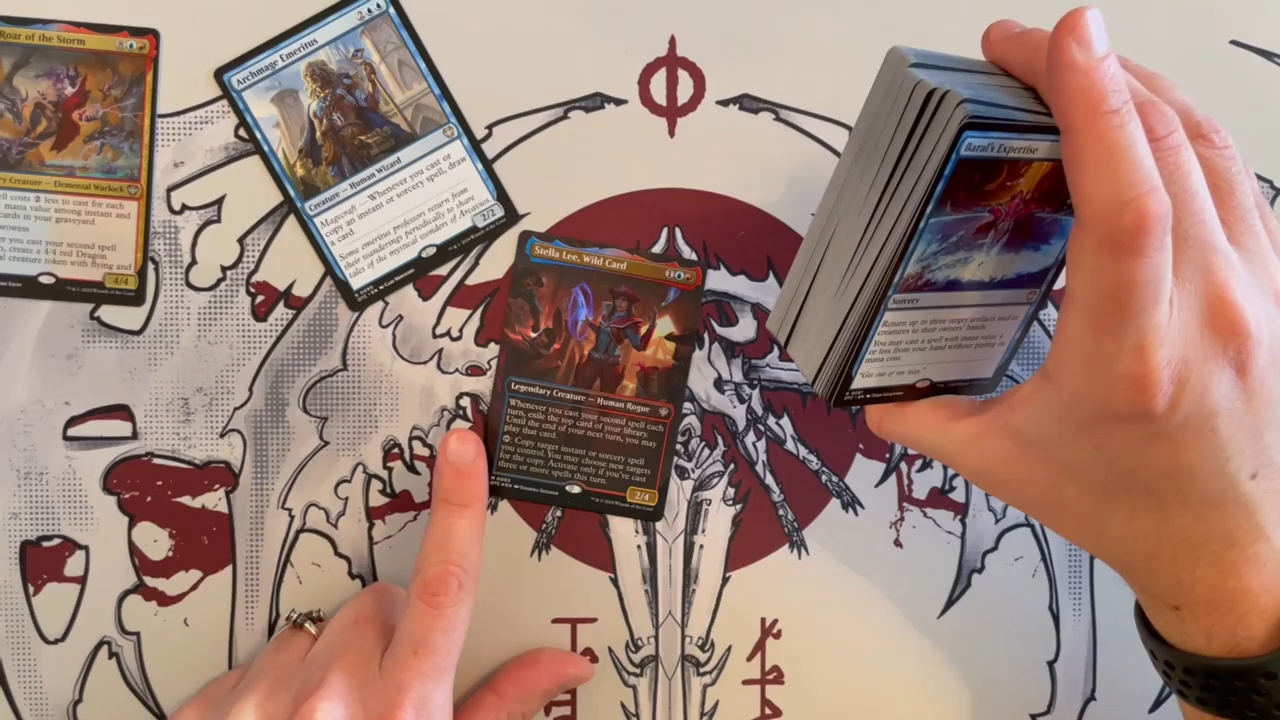 Roar of the Storm
8
Creature — Elemental Warlock
costs 2 less to cast for each
mana value among instant and
cards in your graveyard.
prowess
you cast your second spell
create a 4/4 red Dragon
creature token with flying and
4/4
Archmage Emeritus
2
Creature — Human Wizard
Magecraft — Whenever you cast or
copy an instant or sorcery spell, draw
a card.
Some emeritus professors return from
their wanderings periodically to share
tales of the mystical wonders of Arcavios.
2/2
Stella Lee, Wild Card
1
Legendary Creature — Human Rogue
Whenever you cast your second spell each
turn, exile the top card of your library.
Until the end of your next turn, you may
play that card.
: Copy target instant or sorcery spell
you control. You may choose new targets
for the copy. Activate only if you've cast
three or more spells this turn.
2/4
Baral's Expertise
Sorcery
Return up to three target artifacts and/or
creatures to their owners' hands.
You may cast a spell with mana value 4
or less from your hand without paying its
mana cost.
"Get out of my way."